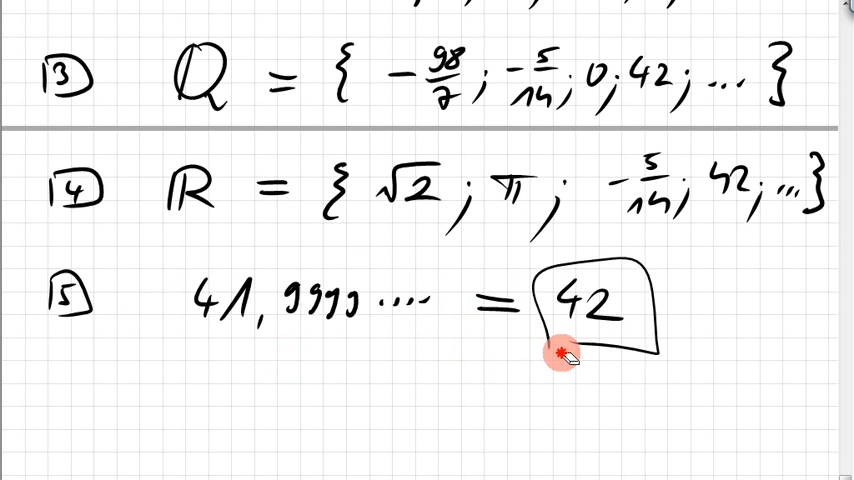 13) Q = { -98/7 ; -5/14 ; 0 ; 42 ; ... }
14) ℝ = { √2 ; π ; -5/14 ; 42 ; ... }
15) 41,9999.... = 42